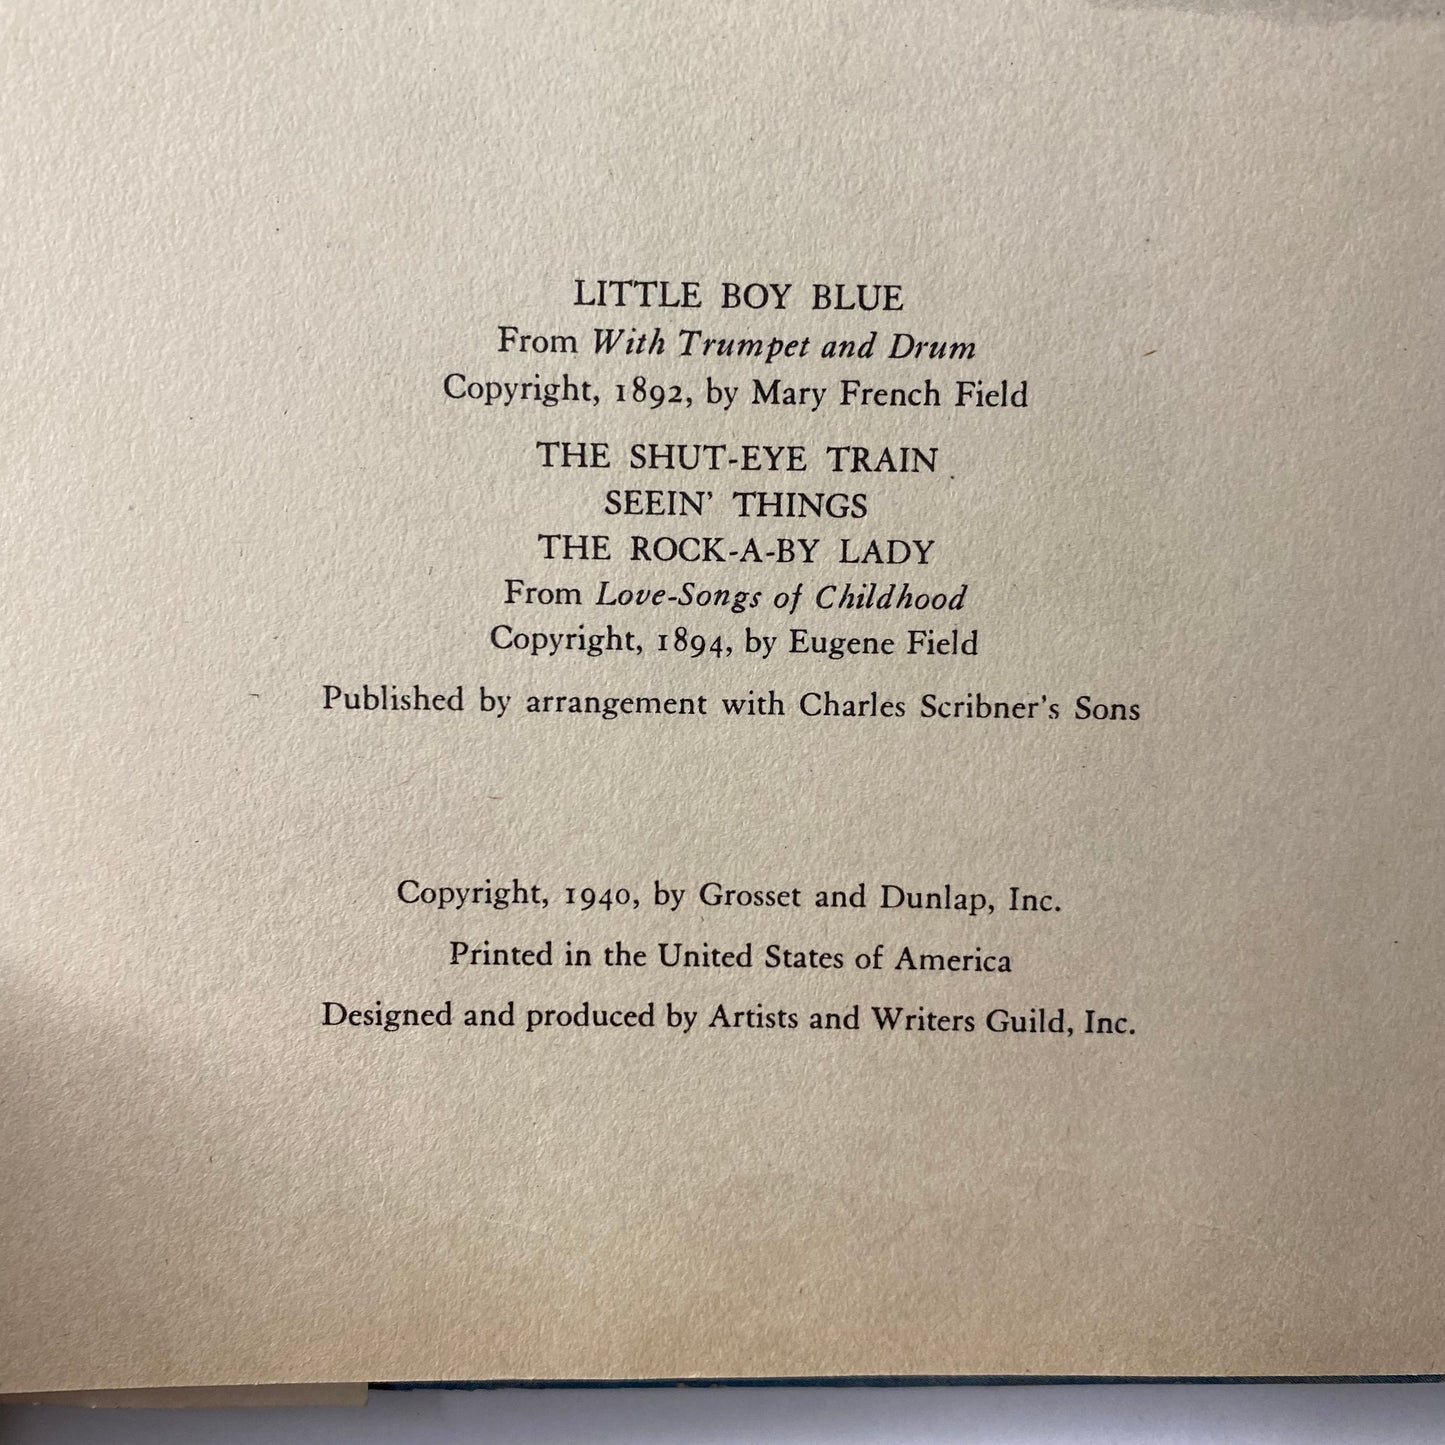 LITTLE BOY BLUE
From With Trumpet and Drum
Copyright, 1892, by Mary French Field
THE SHUT-EYE TRAIN
SEEIN' THINGS
THE ROCK-A-BY LADY
From Love-Songs of Childhood
Copyright, 1894, by Eugene Field
Published by arrangement with Charles Scribner's Sons
Copyright, 1940, by Grosset and Dunlap, Inc.
Printed in the United States of America
Designed and produced by Artists and Writers Guild, Inc.